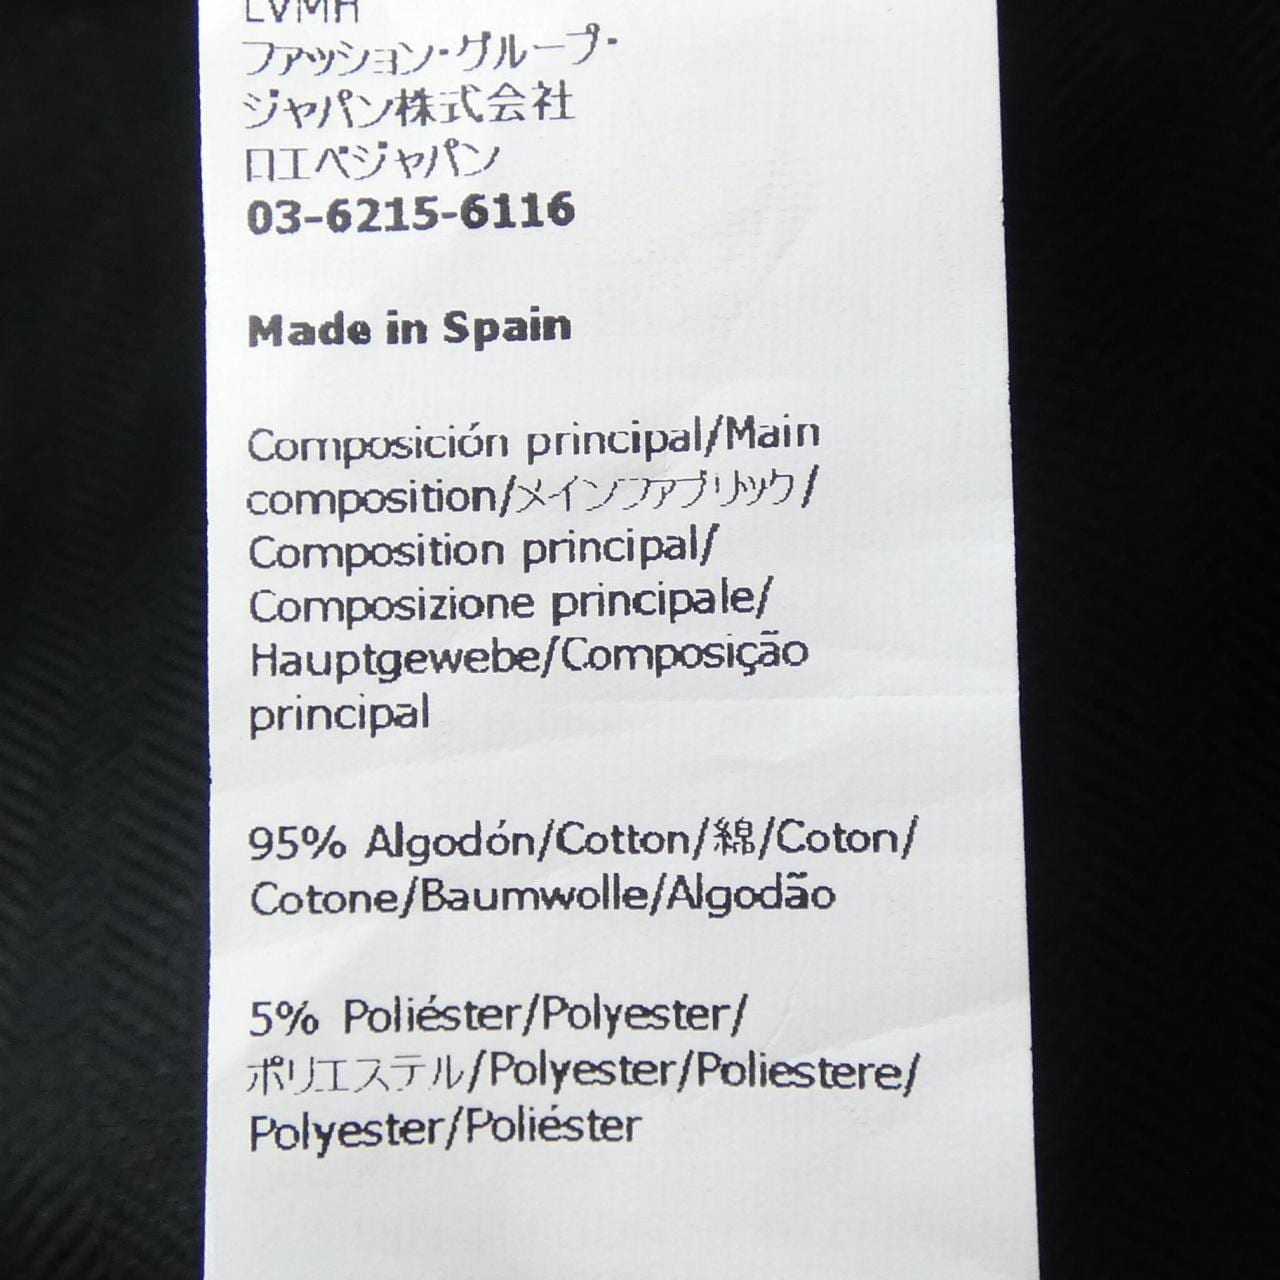 LVMH
ファッション・グループ・
ジャパン株式会社
ロエベジャパン
03-6215-6116
Made in Spain
Composición principal/Main
composition/メインファブリック/
Composition principal/
Composizione principale/
Hauptgewebe/Composição
principal
95% Algodón/Cotton/綿/Coton/
Cotone/Baumwolle/Algodão
5% Poliéster/Polyester/
ポリエステル/Polyester/Poliestere/
Polyester/Poliéster